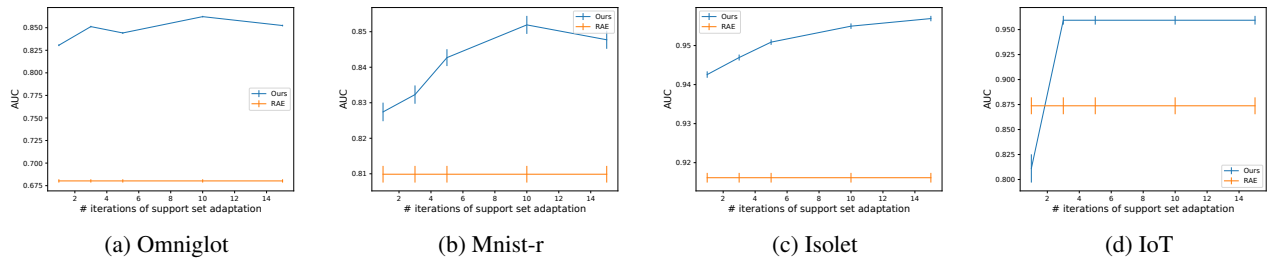 0.850
0.825
0.800
0.775
0.750
0.725
0.700
0.675
AUC
Ours
RAE
2 4 6 8 10 12 14
# iterations of support set adaptation
(a) Omniglot
0.85
0.84
0.83
0.82
0.81
AUC
Ours
RAE
2 4 6 8 10 12 14
# iterations of support set adaptation
(b) Mnist-r
0.95
0.94
0.93
0.92
AUC
Ours
RAE
2 4 6 8 10 12 14
# iterations of support set adaptation
(c) Isolet
0.950
0.925
0.900
0.875
0.850
0.825
0.800
AUC
Ours
RAE
2 4 6 8 10 12 14
# iterations of support set adaptation
(d) IoT